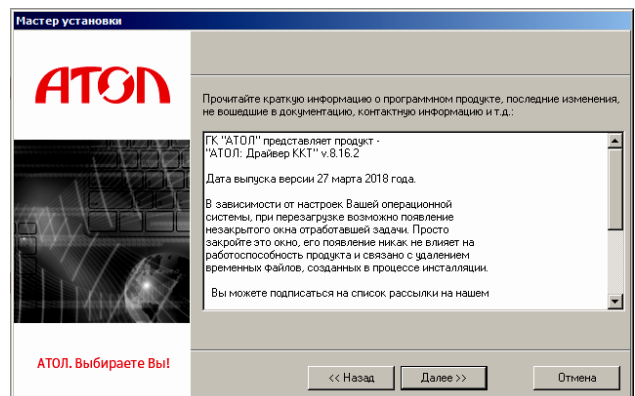 Мастер установки
АТОЛ
Прочитайте краткую информацию о программном продукте, последние изменения,
не вошедшие в документацию, контактную информацию и т.д.:
ГК "АТОЛ" представляет продукт -
"АТОЛ: Драйвер ККТ" v.8.16.2
Дата выпуска версии 27 марта 2018 года.
В зависимости от настроек Вашей операционной
системы, при перезагрузке возможно появление
незакрытого окна отработавшей задачи. Просто
закройте это окно, его появление никак не влияет на
работоспособность продукта и связано с удалением
временных файлов, созданных в процессе инсталляции.
Вы можете подписаться на список рассылки на нашем
АТОЛ. Выбираете Вы!
<< Назад Далее >> Отмена